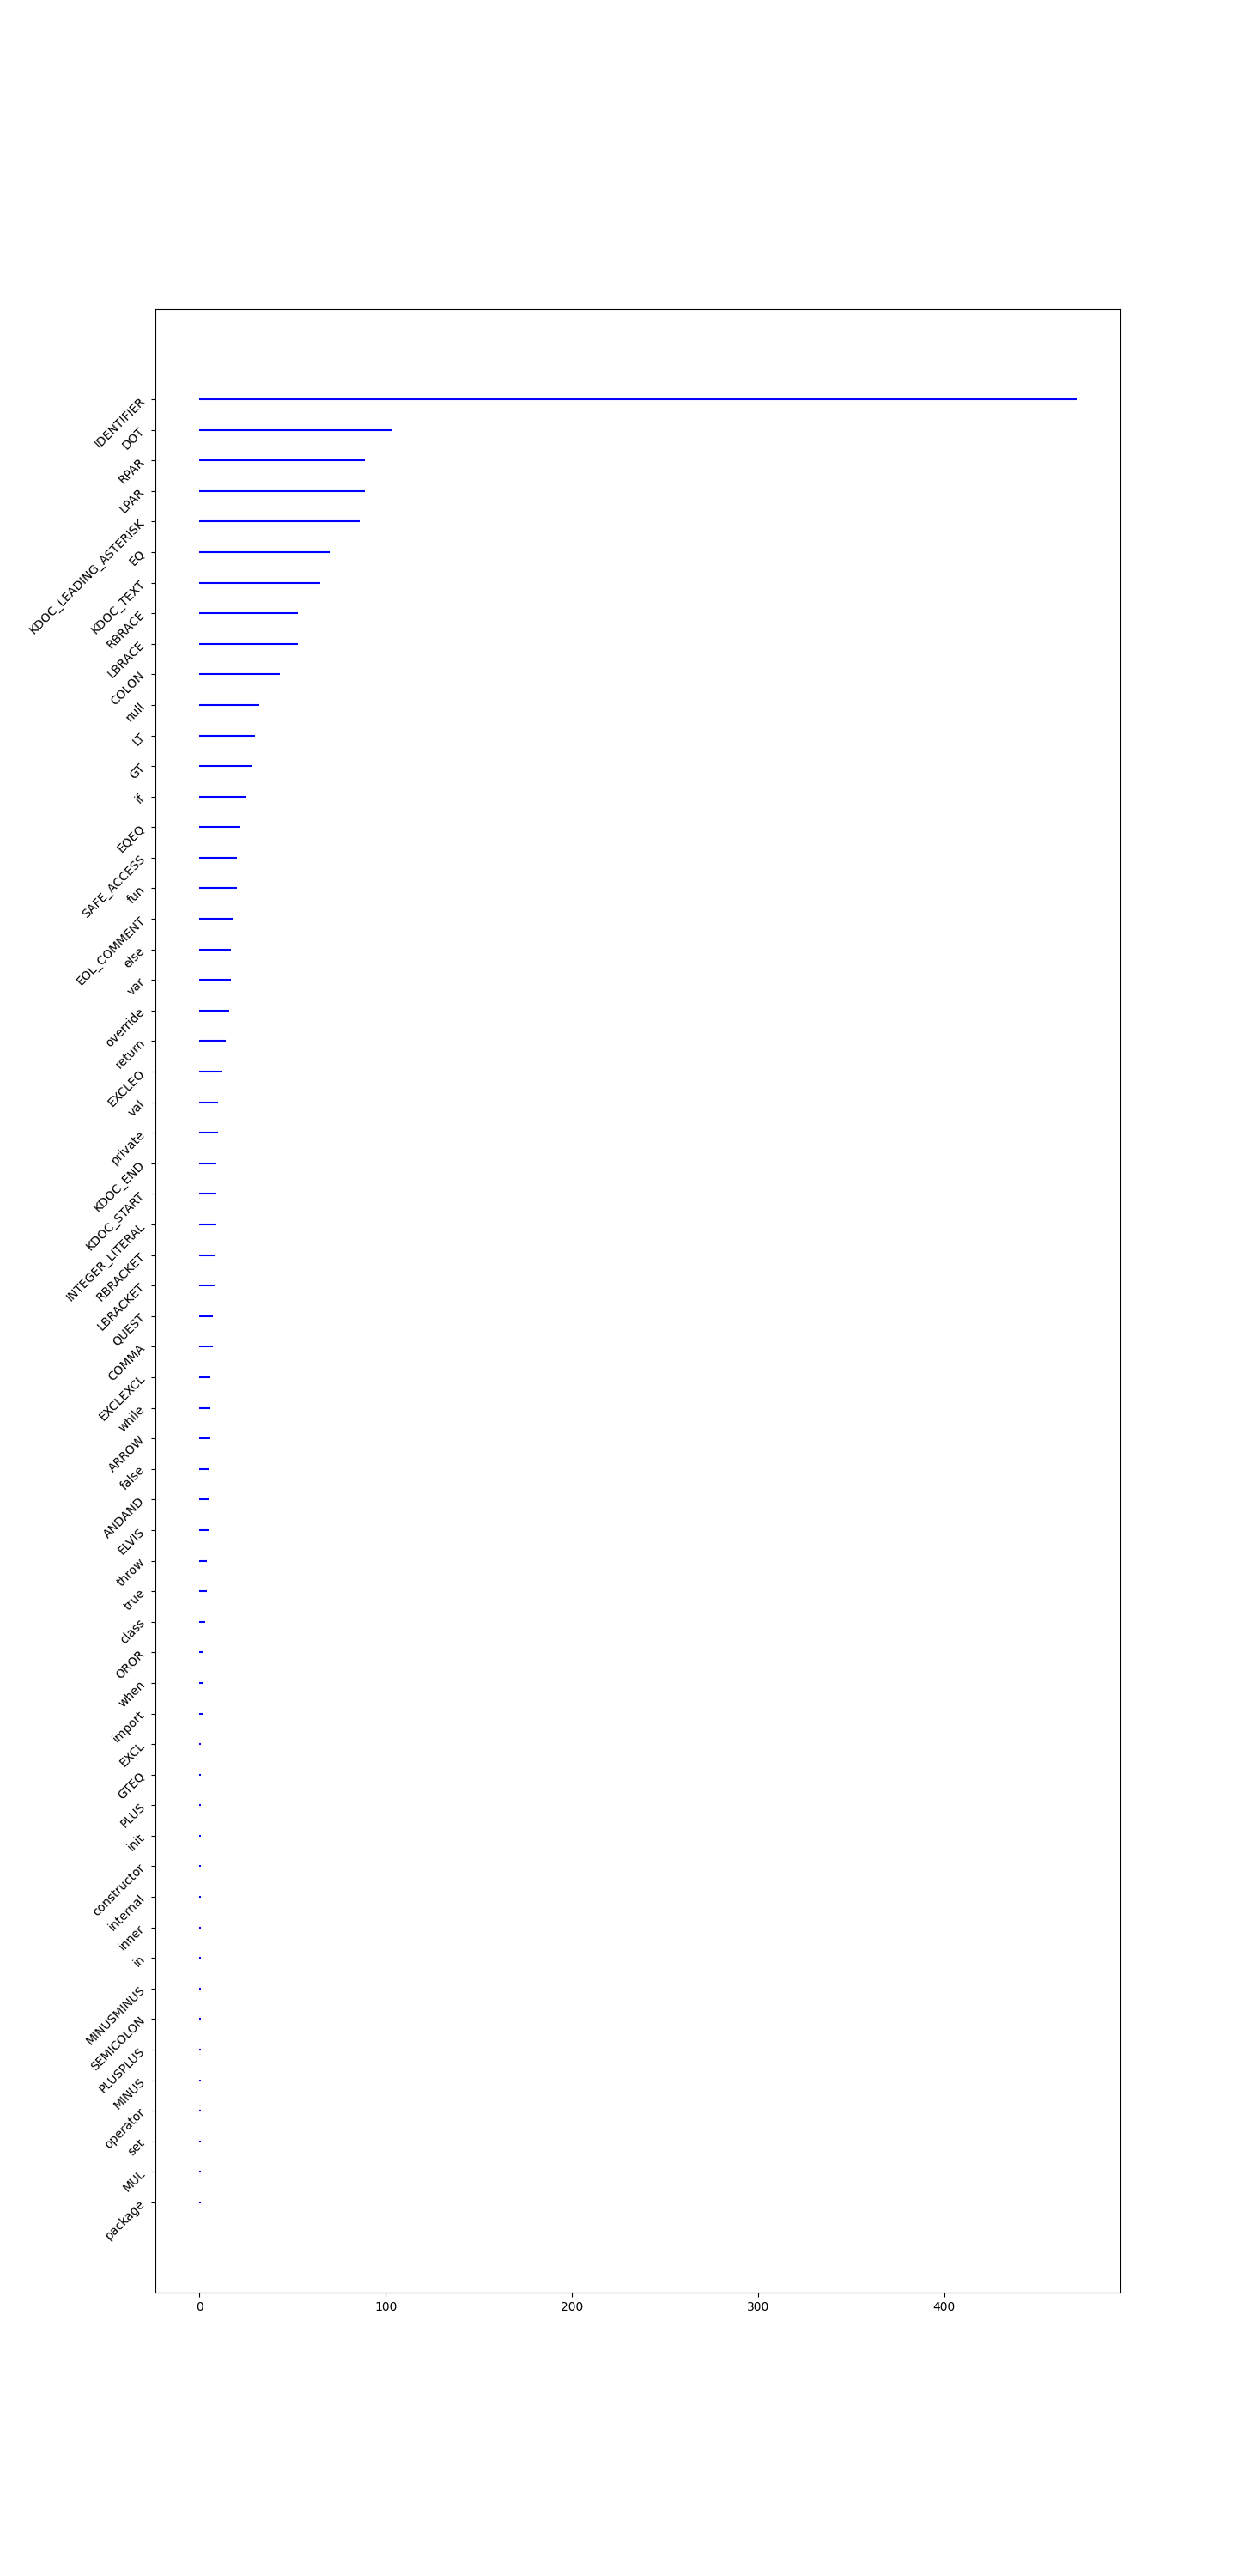 IDENTIFIER
DOT
RPAR
LPAR
KDOC_LEADING_ASTERISK
EQ
KDOC_TEXT
RBRACE
LBRACE
COLON
null
LT
GT
if
EQEQ
SAFE_ACCESS
fun
EOL_COMMENT
else
var
override
return
EXCLEQ
val
private
KDOC_END
KDOC_START
INTEGER_LITERAL
RBRACKET
LBRACKET
QUEST
COMMA
EXCLEXCL
while
ARROW
false
ANDAND
ELVIS
throw
true
class
OROR
when
import
EXCL
GTEQ
PLUS
init
constructor
internal
inner
in
MINUSMINUS
SEMICOLON
PLUSPLUS
MINUS
operator
set
MUL
package
0 100 200 300 400